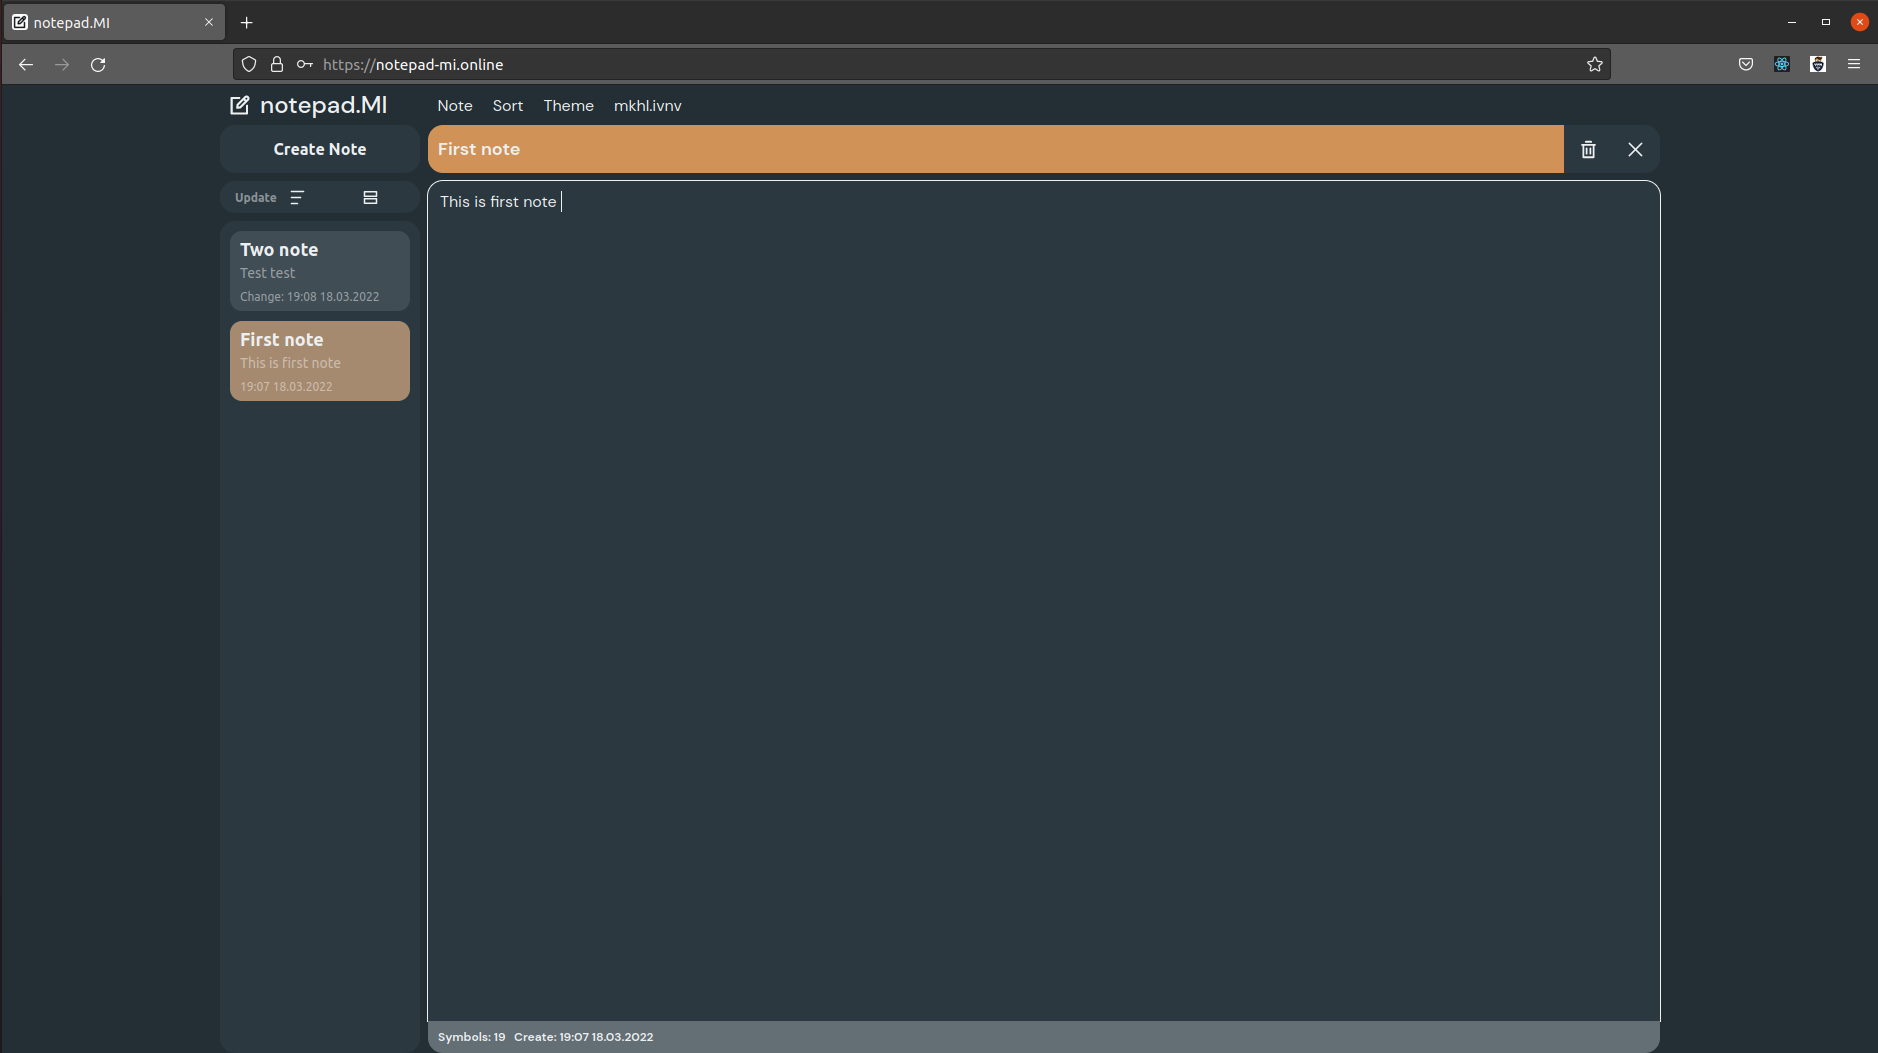 notepad.MI
https://notepad-mi.online
notepad.MI
Note Sort Theme mkhl.ivnv
Create Note
First note
Update
This is first note
Two note
Test test
Change: 19:08 18.03.2022
First note
This is first note
19:07 18.03.2022
Symbols: 19 Create: 19:07 18.03.2022